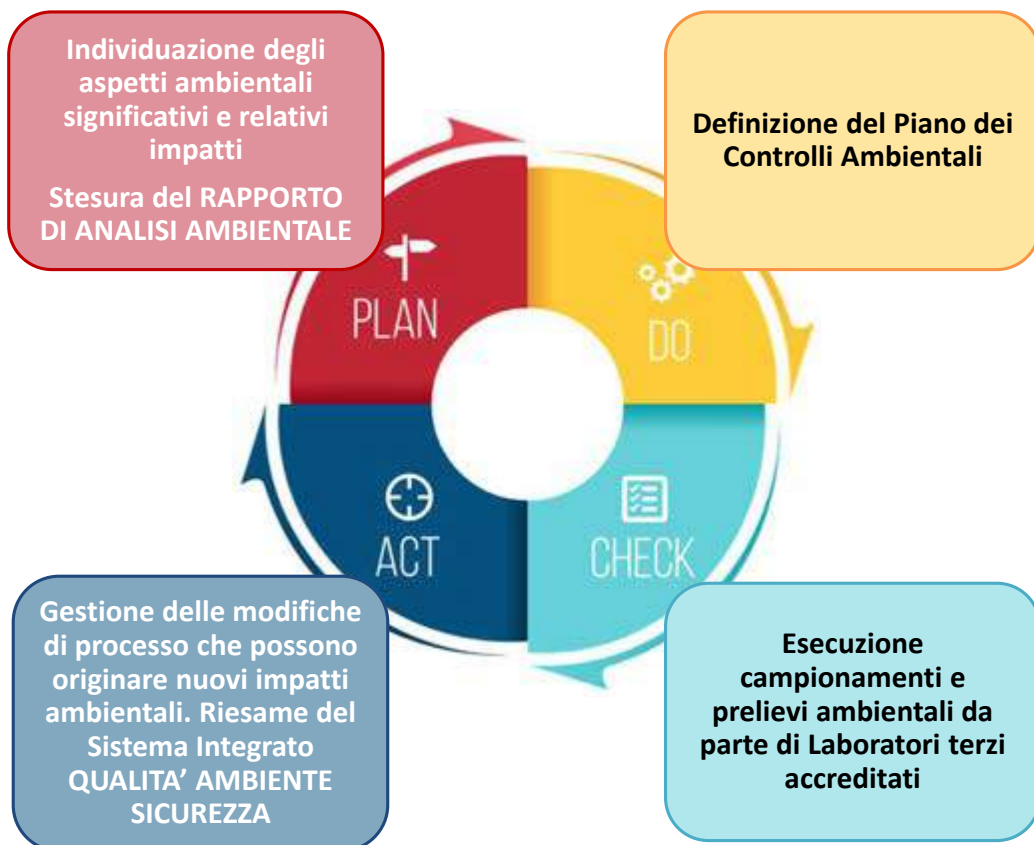 Individuazione degli
aspetti ambientali
significativi e relativi
impatti
Stesura del RAPPORTO
DI ANALISI AMBIENTALE
Definizione del Piano dei
Controlli Ambientali
PLAN
DO
ACT
CHECK
Gestione delle modifiche
di processo che possono
originare nuovi impatti
ambientali. Riesame del
Sistema Integrato
QUALITA’ AMBIENTE
SICUREZZA
Esecuzione
campionamenti e
prelievi ambientali da
parte di Laboratori terzi
accreditati